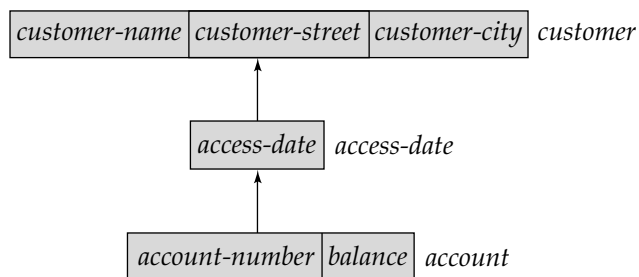 customer-name customer-street customer-city customer
access-date access-date
account-number balance account